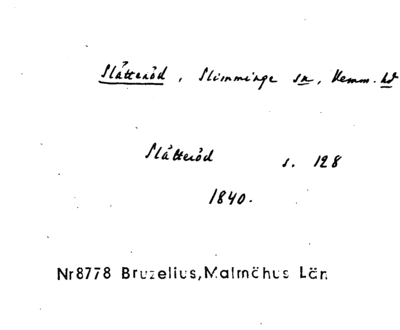 Slätteröd, Slimminge sn, Vemm. hd
Slätteröd s. 128
1840.
Nr8778 Bruzelius, Malmöhus Län